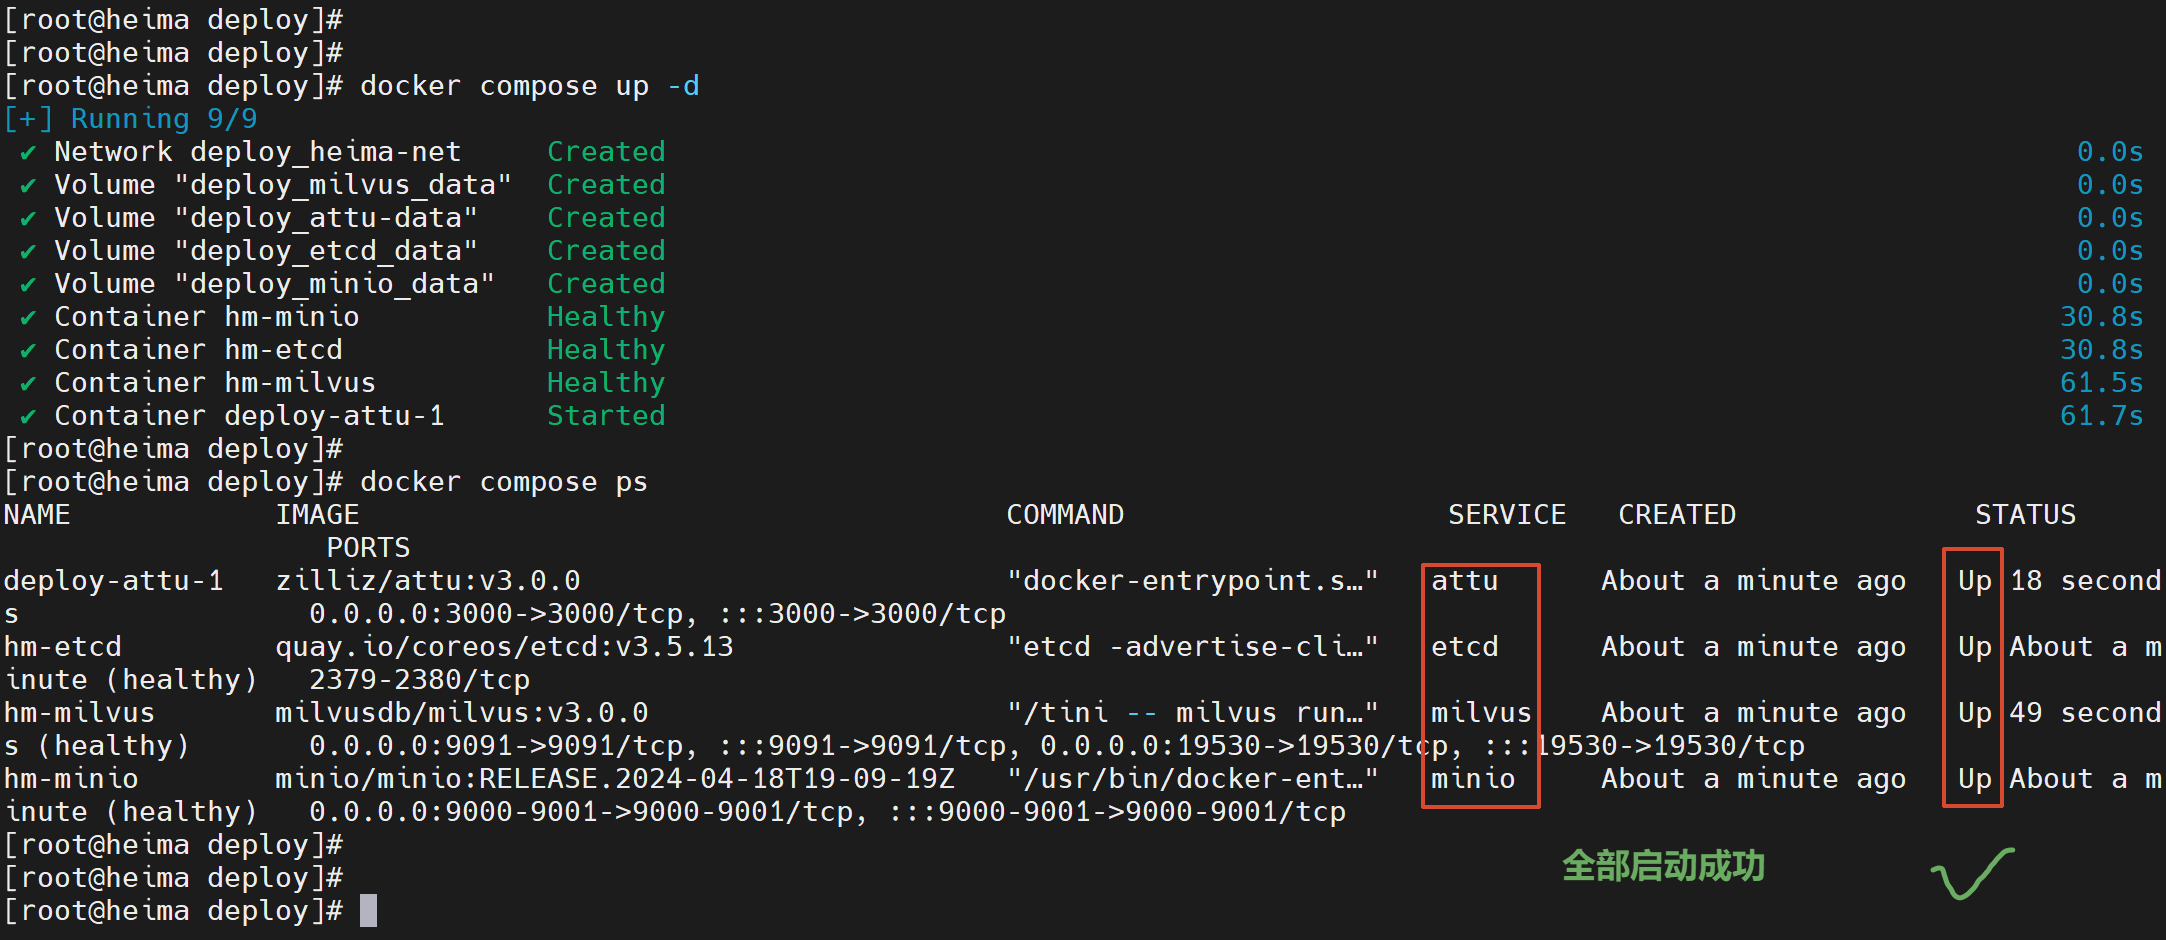 [root@heima deploy]#
[root@heima deploy]#
[root@heima deploy]# docker compose up -d
[+] Running 9/9
✔ Network deploy_heima-net Created 0.0s
✔ Volume "deploy_milvus_data" Created 0.0s
✔ Volume "deploy_attu-data" Created 0.0s
✔ Volume "deploy_etcd_data" Created 0.0s
✔ Volume "deploy_minio_data" Created 0.0s
✔ Container hm-minio Healthy 30.8s
✔ Container hm-etcd Healthy 30.8s
✔ Container hm-milvus Healthy 61.5s
✔ Container deploy-attu-1 Started 61.7s
[root@heima deploy]#
[root@heima deploy]# docker compose ps
NAME IMAGE COMMAND SERVICE CREATED STATUS
PORTS
deploy-attu-1 zilliz/attu:v3.0.0 "docker-entrypoint.s…" attu About a minute ago Up 18 second
s 0.0.0.0:3000->3000/tcp, :::3000->3000/tcp
hm-etcd quay.io/coreos/etcd:v3.5.13 "etcd -advertise-cli…" etcd About a minute ago Up About a m
inute (healthy) 2379-2380/tcp
hm-milvus milvusdb/milvus:v3.0.0 "/tini -- milvus run…" milvus About a minute ago Up 49 second
s (healthy) 0.0.0.0:9091->9091/tcp, :::9091->9091/tcp, 0.0.0.0:19530->19530/tcp, :::19530->19530/tcp
hm-minio minio/minio:RELEASE.2024-04-18T19-09-19Z "/usr/bin/docker-ent…" minio About a minute ago Up About a m
inute (healthy) 0.0.0.0:9000-9001->9000-9001/tcp, :::9000-9001->9000-9001/tcp
[root@heima deploy]#
[root@heima deploy]#
[root@heima deploy]#
全部启动成功